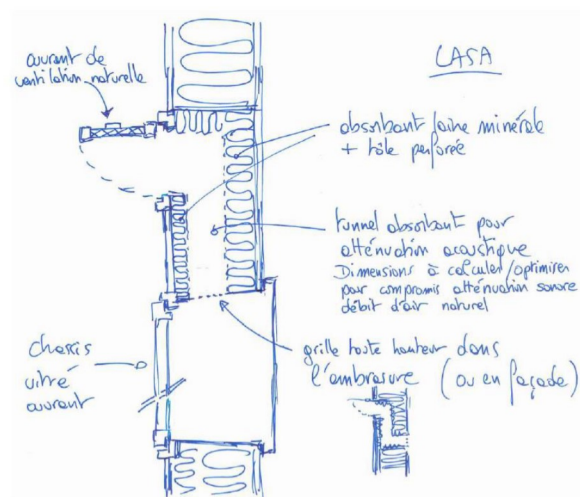 CASA
ouvrant de
ventilation naturelle
absorbant laine minérale
+ tôle perforée
tunnel absorbant pour
atténuation acoustique
Dimensions à calculer/optimiser
pour compromis atténuation sonore
débit d'air naturel
grille toute hauteur dans
l'embrasure (ou en façade)
chassis
vitré
ouvrant